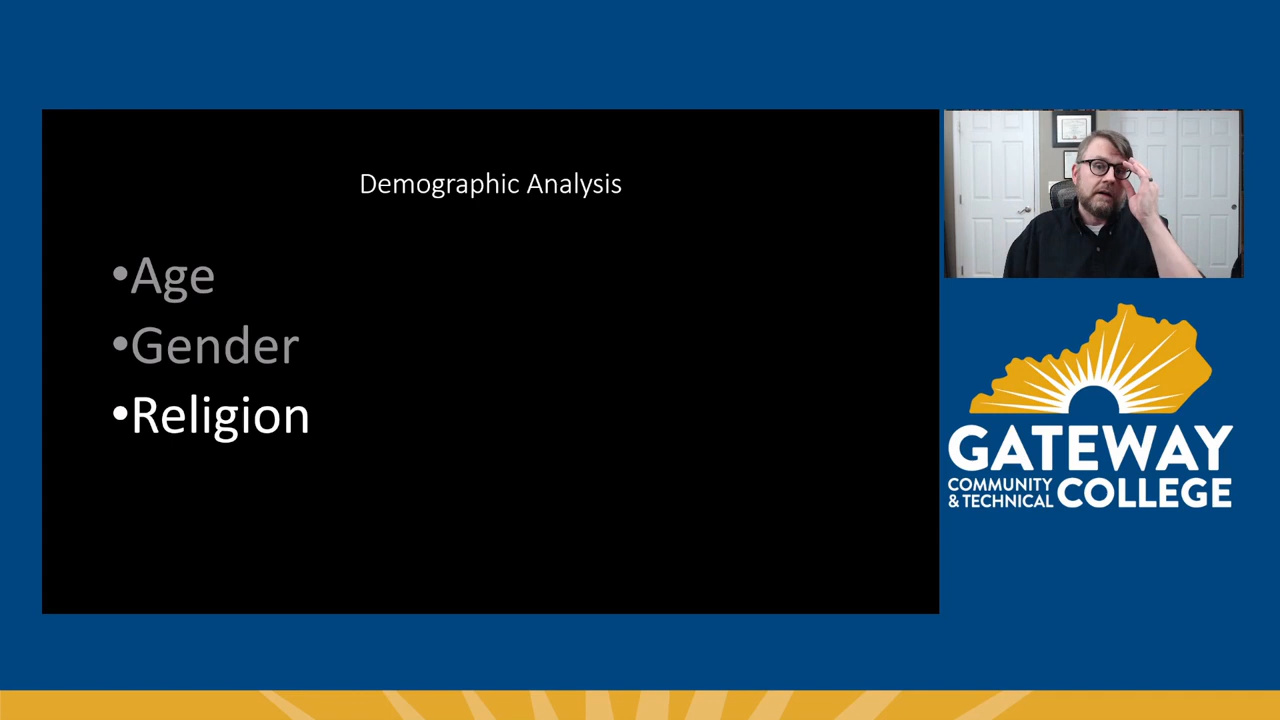 Demographic Analysis
•Age
•Gender
•Religion
GATEWAY
COMMUNITY
& TECHNICAL
COLLEGE